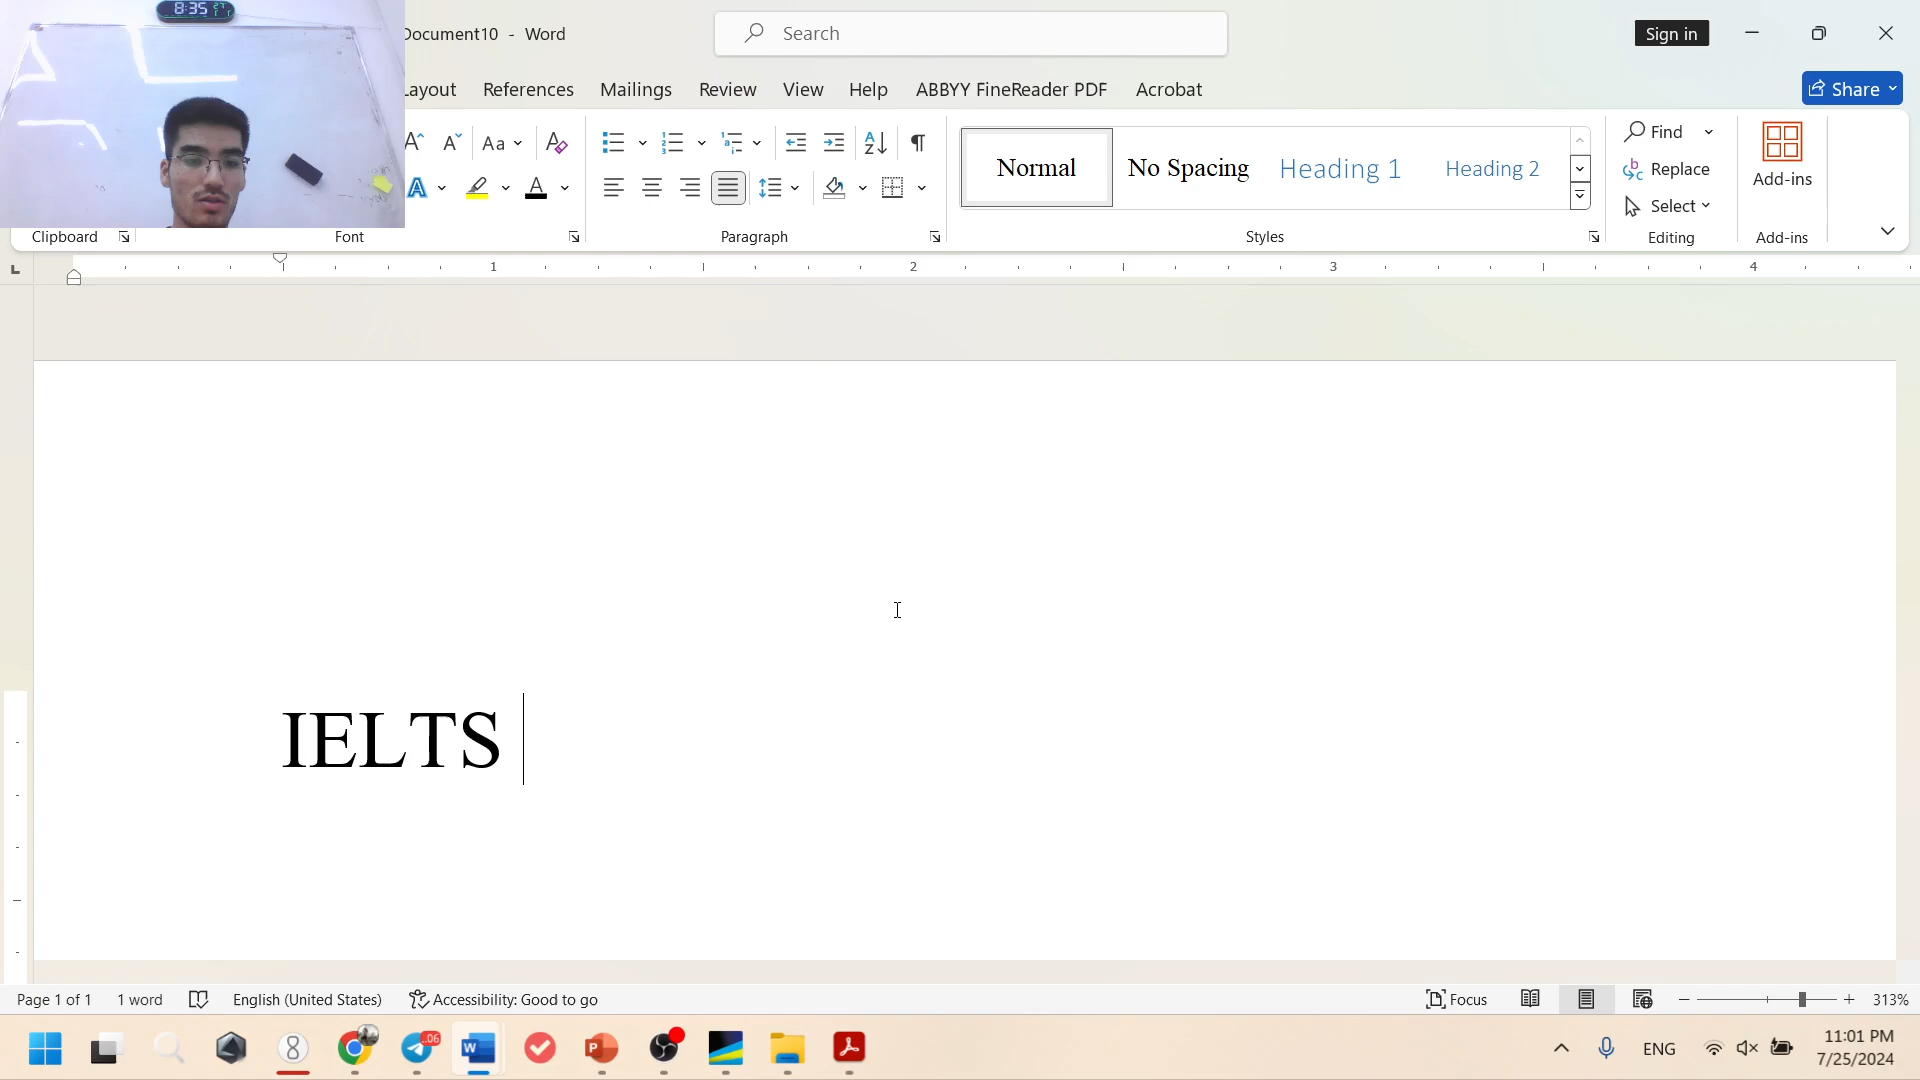 8:35
Document10 - Word
Search
Sign in
Layout References Mailings Review View Help ABBYY FineReader PDF Acrobat
Share
Aa
Normal
No Spacing
Heading 1
Heading 2
Find
Replace
Select
Add-ins
Clipboard
Font
Paragraph
Styles
Editing
Add-ins
1 2 3 4
IELTS
Page 1 of 1
1 word
English (United States)
Accessibility: Good to go
Focus
313%
ENG
11:01 PM
7/25/2024